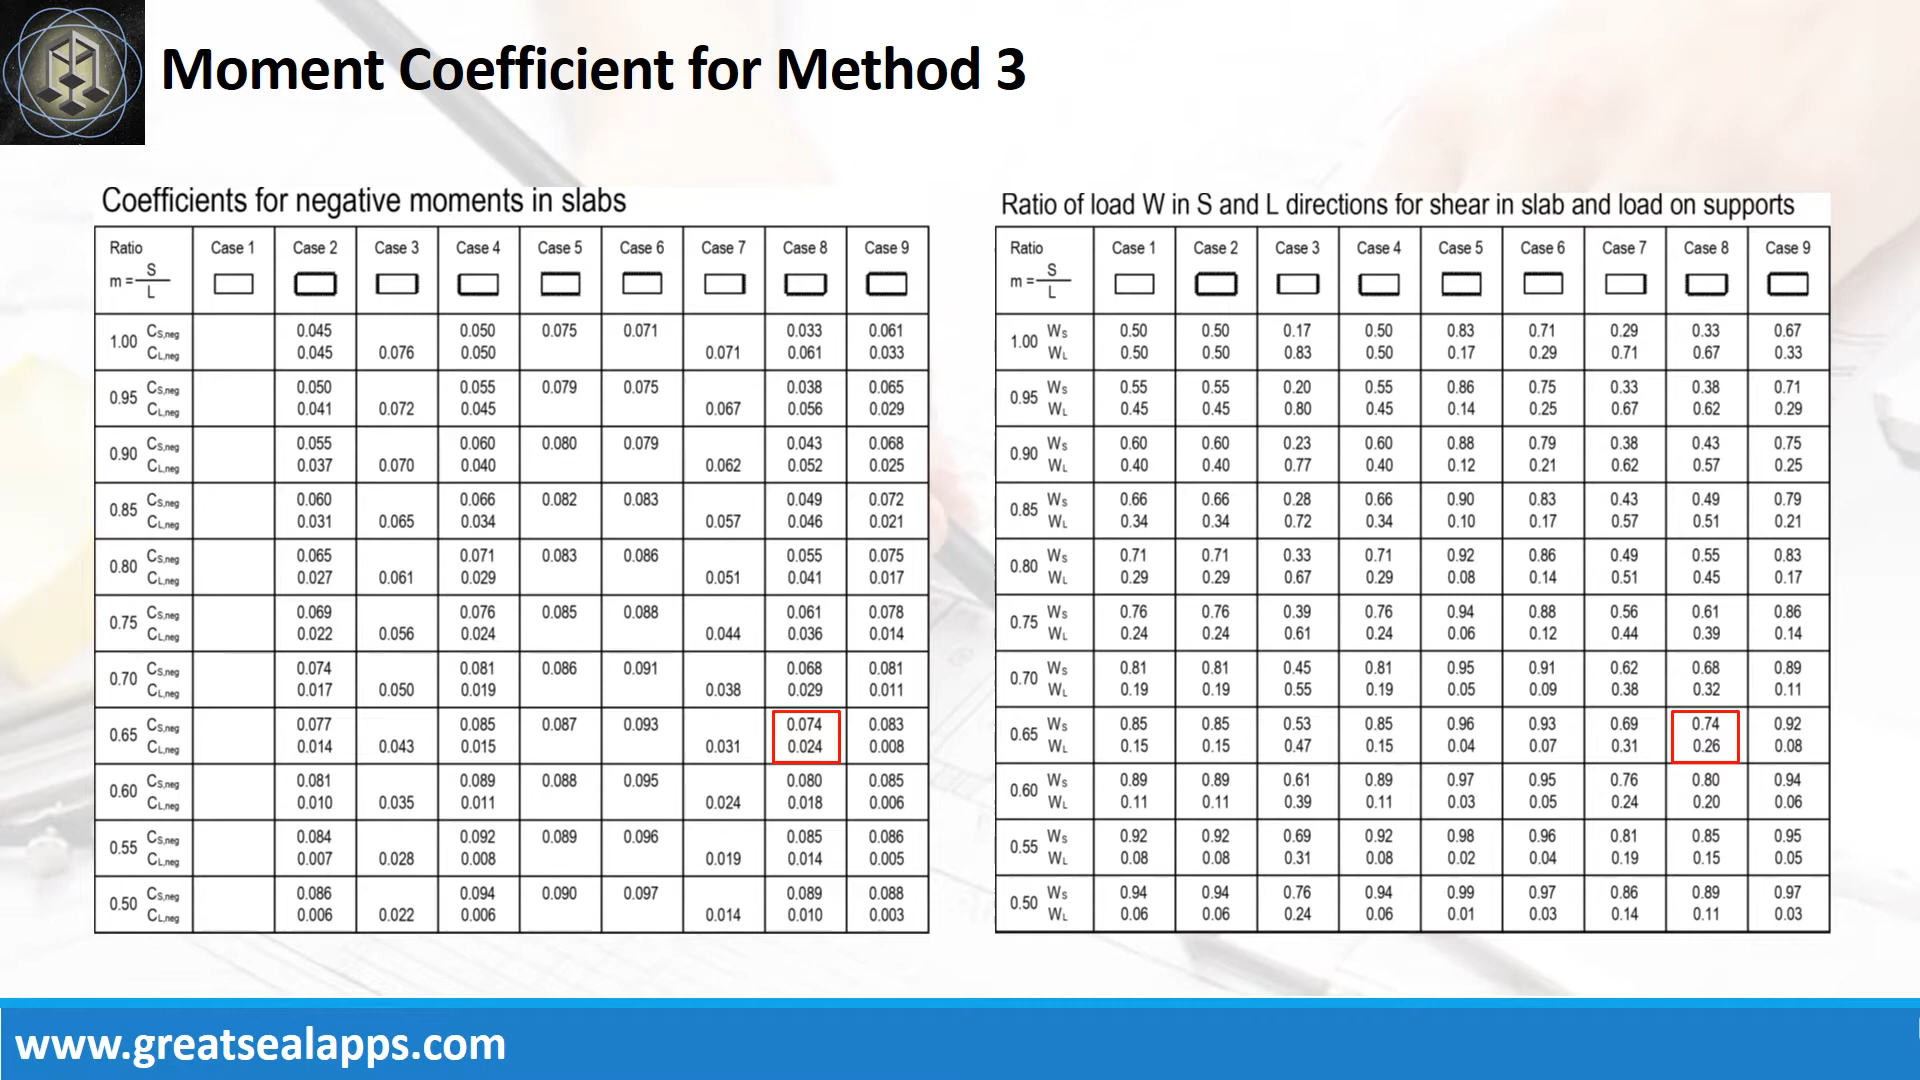 Moment Coefficient for Method 3
Coefficients for negative moments in slabs
Ratio m = S / L Case 1 Case 2 Case 3 Case 4 Case 5 Case 6 Case 7 Case 8 Case 9
1.00 CS,neg 0.045 0.050 0.075 0.071 0.033 0.061
CL,neg 0.045 0.076 0.050 0.071 0.061 0.033
0.95 CS,neg 0.050 0.055 0.079 0.075 0.038 0.065
CL,neg 0.041 0.072 0.045 0.067 0.056 0.029
0.90 CS,neg 0.055 0.060 0.080 0.079 0.043 0.068
CL,neg 0.037 0.070 0.040 0.062 0.052 0.025
0.85 CS,neg 0.060 0.066 0.082 0.083 0.049 0.072
CL,neg 0.031 0.065 0.034 0.057 0.046 0.021
0.80 CS,neg 0.065 0.071 0.083 0.086 0.055 0.075
CL,neg 0.027 0.061 0.029 0.051 0.041 0.017
0.75 CS,neg 0.069 0.076 0.085 0.088 0.061 0.078
CL,neg 0.022 0.056 0.024 0.044 0.036 0.014
0.70 CS,neg 0.074 0.081 0.086 0.091 0.068 0.081
CL,neg 0.017 0.050 0.019 0.038 0.029 0.011
0.65 CS,neg 0.077 0.085 0.087 0.093 0.074 0.083
CL,neg 0.014 0.043 0.015 0.031 0.024 0.008
0.60 CS,neg 0.081 0.089 0.088 0.095 0.080 0.085
CL,neg 0.010 0.035 0.011 0.024 0.018 0.006
0.55 CS,neg 0.084 0.092 0.089 0.096 0.085 0.086
CL,neg 0.007 0.028 0.008 0.019 0.014 0.005
0.50 CS,neg 0.086 0.094 0.090 0.097 0.089 0.088
CL,neg 0.006 0.022 0.006 0.014 0.010 0.003
Ratio of load W in S and L directions for shear in slab and load on supports
Ratio m = S / L Case 1 Case 2 Case 3 Case 4 Case 5 Case 6 Case 7 Case 8 Case 9
1.00 WS 0.50 0.50 0.17 0.50 0.83 0.71 0.29 0.33 0.67
WL 0.50 0.50 0.83 0.50 0.17 0.29 0.71 0.67 0.33
0.95 WS 0.55 0.55 0.20 0.55 0.86 0.75 0.33 0.38 0.71
WL 0.45 0.45 0.80 0.45 0.14 0.25 0.67 0.62 0.29
0.90 WS 0.60 0.60 0.23 0.60 0.88 0.79 0.38 0.43 0.75
WL 0.40 0.40 0.77 0.40 0.12 0.21 0.62 0.57 0.25
0.85 WS 0.66 0.66 0.28 0.66 0.90 0.83 0.43 0.49 0.79
WL 0.34 0.34 0.72 0.34 0.10 0.17 0.57 0.51 0.21
0.80 WS 0.71 0.71 0.33 0.71 0.92 0.86 0.49 0.55 0.83
WL 0.29 0.29 0.67 0.29 0.08 0.14 0.51 0.45 0.17
0.75 WS 0.76 0.76 0.39 0.76 0.94 0.88 0.56 0.61 0.86
WL 0.24 0.24 0.61 0.24 0.06 0.12 0.44 0.39 0.14
0.70 WS 0.81 0.81 0.45 0.81 0.95 0.91 0.62 0.68 0.89
WL 0.19 0.19 0.55 0.19 0.05 0.09 0.38 0.32 0.11
0.65 WS 0.85 0.85 0.53 0.85 0.96 0.93 0.69 0.74 0.92
WL 0.15 0.15 0.47 0.15 0.04 0.07 0.31 0.26 0.08
0.60 WS 0.89 0.89 0.61 0.89 0.97 0.95 0.76 0.80 0.94
WL 0.11 0.11 0.39 0.11 0.03 0.05 0.24 0.20 0.06
0.55 WS 0.92 0.92 0.69 0.92 0.98 0.96 0.81 0.85 0.95
WL 0.08 0.08 0.31 0.08 0.02 0.04 0.19 0.15 0.05
0.50 WS 0.94 0.94 0.76 0.94 0.99 0.97 0.86 0.89 0.97
WL 0.06 0.06 0.24 0.06 0.01 0.03 0.14 0.11 0.03
www.greatsealapps.com